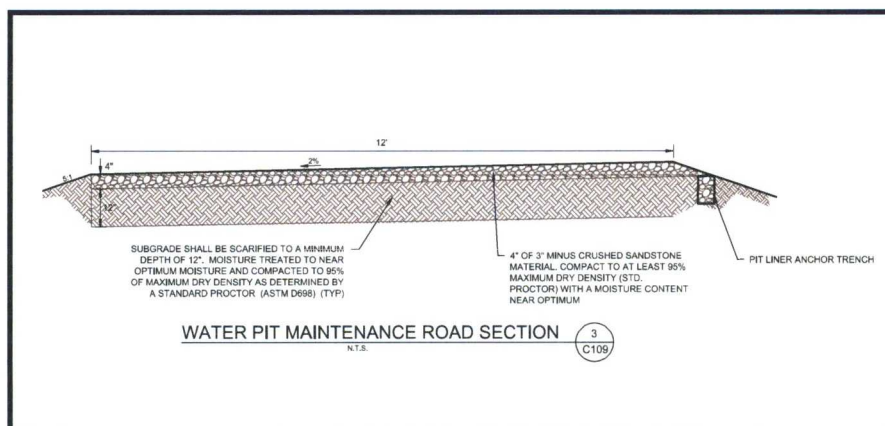 12'
2%
4"
5:1
12"
SUBGRADE SHALL BE SCARIFIED TO A MINIMUM
DEPTH OF 12". MOISTURE TREATED TO NEAR
OPTIMUM MOISTURE AND COMPACTED TO 95%
OF MAXIMUM DRY DENSITY AS DETERMINED BY
A STANDARD PROCTOR (ASTM D698) (TYP)
4" OF 3" MINUS CRUSHED SANDSTONE
MATERIAL. COMPACT TO AT LEAST 95%
MAXIMUM DRY DENSITY (STD.
PROCTOR) WITH A MOISTURE CONTENT
NEAR OPTIMUM
PIT LINER ANCHOR TRENCH
WATER PIT MAINTENANCE ROAD SECTION
N.T.S.
3
C109